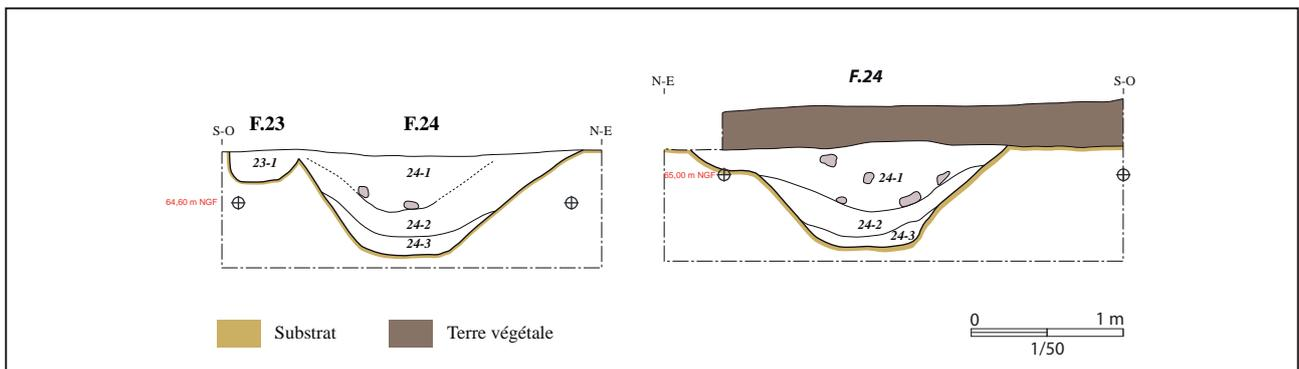 F.24
N-E
S-O
F.23
F.24
S-O
N-E
23-1
24-1
24-1
65,00 m NGF
64,60 m NGF
24-2
24-2
24-3
24-3
0
1 m
Substrat
Terre végétale
1/50